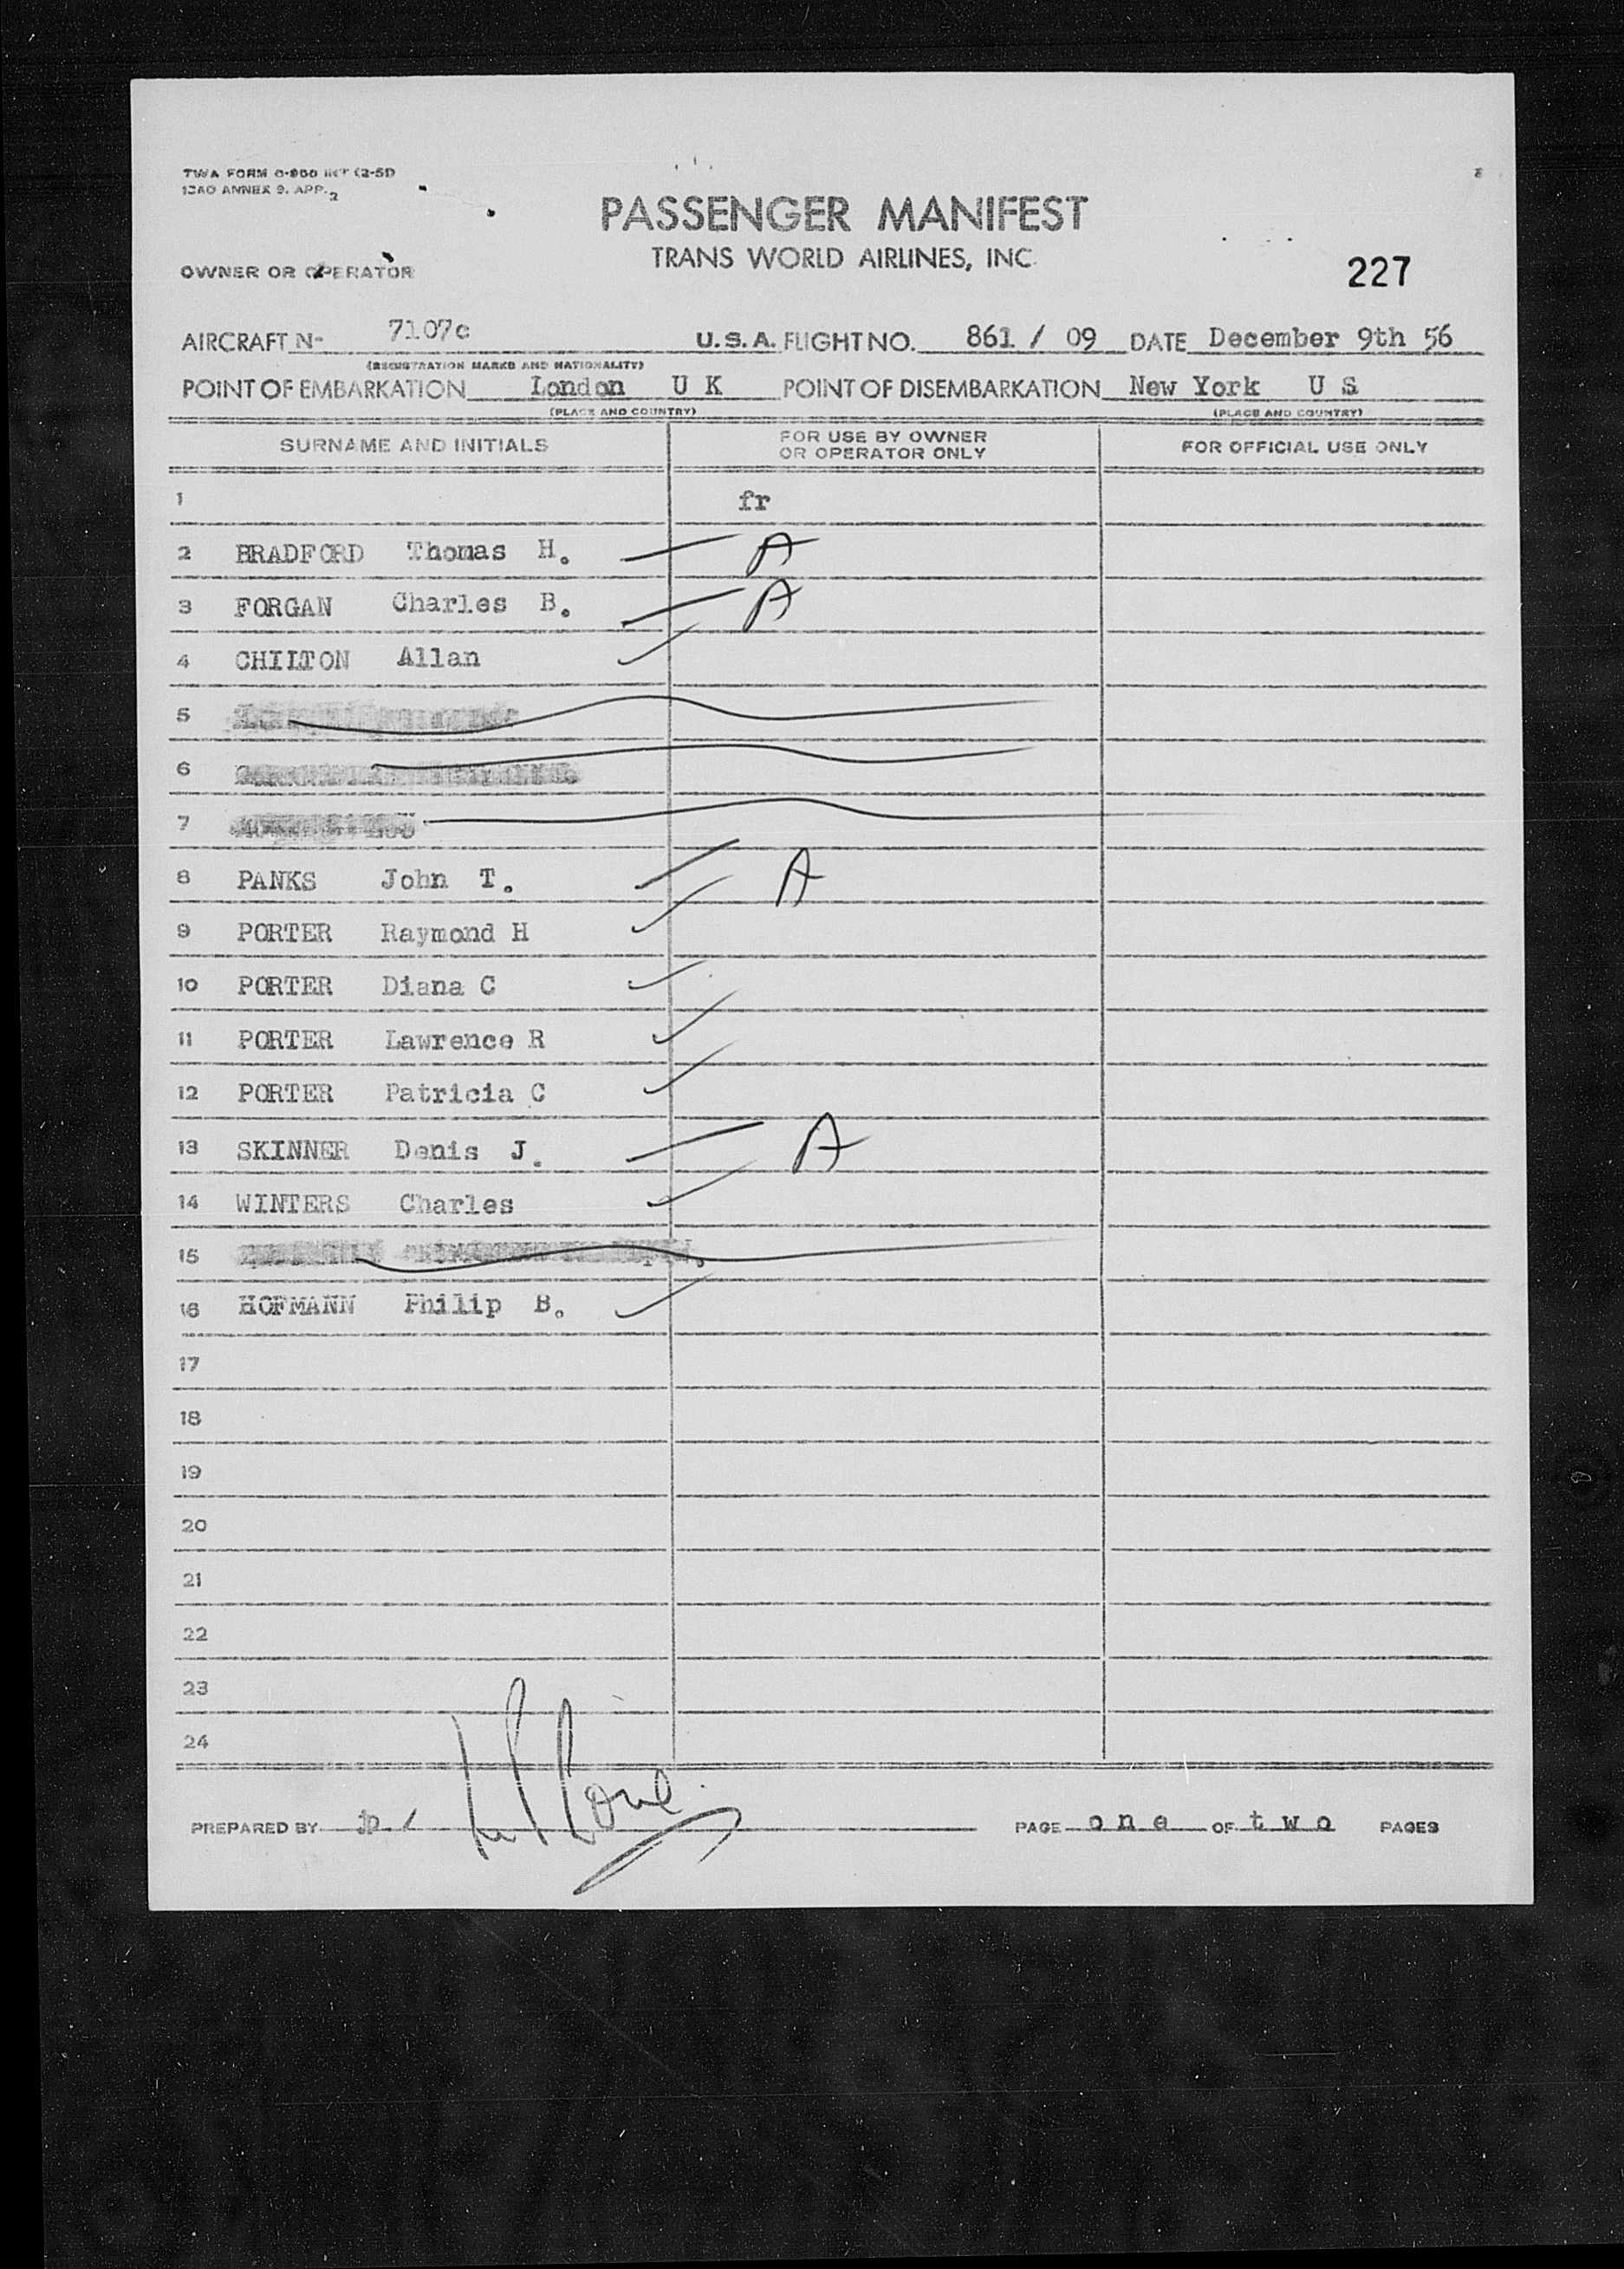 TWA FORM
ICAO ANNEX 9. APP. 2
PASSENGER MANIFEST
TRANS WORLD AIRLINES, INC
OWNER OR OPERATOR
227
AIRCRAFT N- 7107c U.S.A. FLIGHT NO. 861 / 09 DATE December 9th 56
(REGISTRATION MARKS AND NATIONALITY)
POINT OF EMBARKATION London U K POINT OF DISEMBARKATION New York U S
(PLACE AND COUNTRY) (PLACE AND COUNTRY)
SURNAME AND INITIALS FOR USE BY OWNER OR OPERATOR ONLY FOR OFFICIAL USE ONLY
1 fr
2 BRADFORD Thomas H. A
3 FORGAN Charles B. A
4 CHILTON Allan
5
6
7
8 PANKS John T. A
9 PORTER Raymond H
10 PORTER Diana C
11 PORTER Lawrence R
12 PORTER Patricia C
13 SKINNER Denis J. A
14 WINTERS Charles
15
16 HOFMANN Philip B.
17
18
19
20
21
22
23
24
PREPARED BY PAGE one OF two PAGES